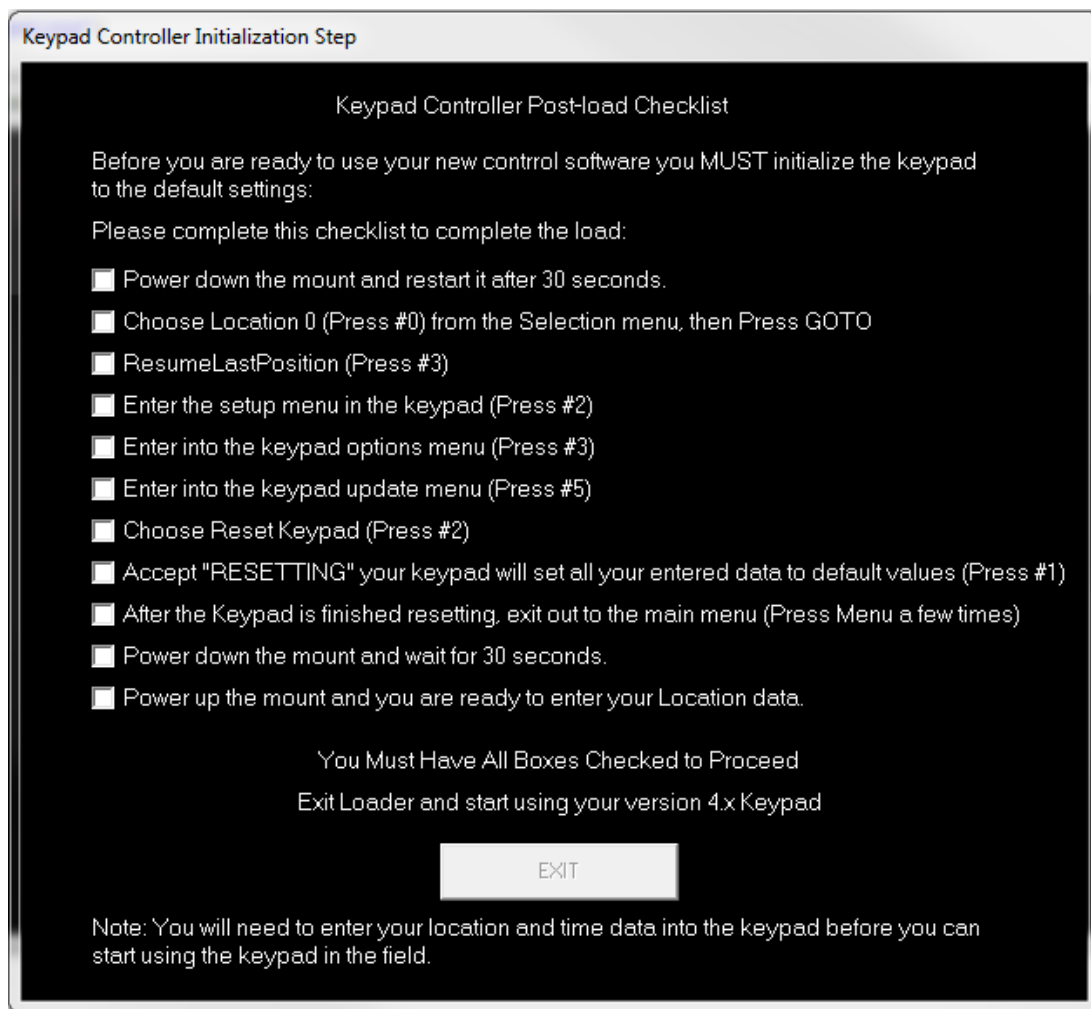 Keypad Controller Initialization Step
Keypad Controller Post-load Checklist
Before you are ready to use your new contrrol software you MUST initialize the keypad
to the default settings:
Please complete this checklist to complete the load:
Power down the mount and restart it after 30 seconds.
Choose Location 0 (Press #0) from the Selection menu, then Press GOTO
ResumeLastPosition (Press #3)
Enter the setup menu in the keypad (Press #2)
Enter into the keypad options menu (Press #3)
Enter into the keypad update menu (Press #5)
Choose Reset Keypad (Press #2)
Accept "RESETTING" your keypad will set all your entered data to default values (Press #1)
After the Keypad is finished resetting, exit out to the main menu (Press Menu a few times)
Power down the mount and wait for 30 seconds.
Power up the mount and you are ready to enter your Location data.
You Must Have All Boxes Checked to Proceed
Exit Loader and start using your version 4.x Keypad
EXIT
Note: You will need to enter your location and time data into the keypad before you can
start using the keypad in the field.